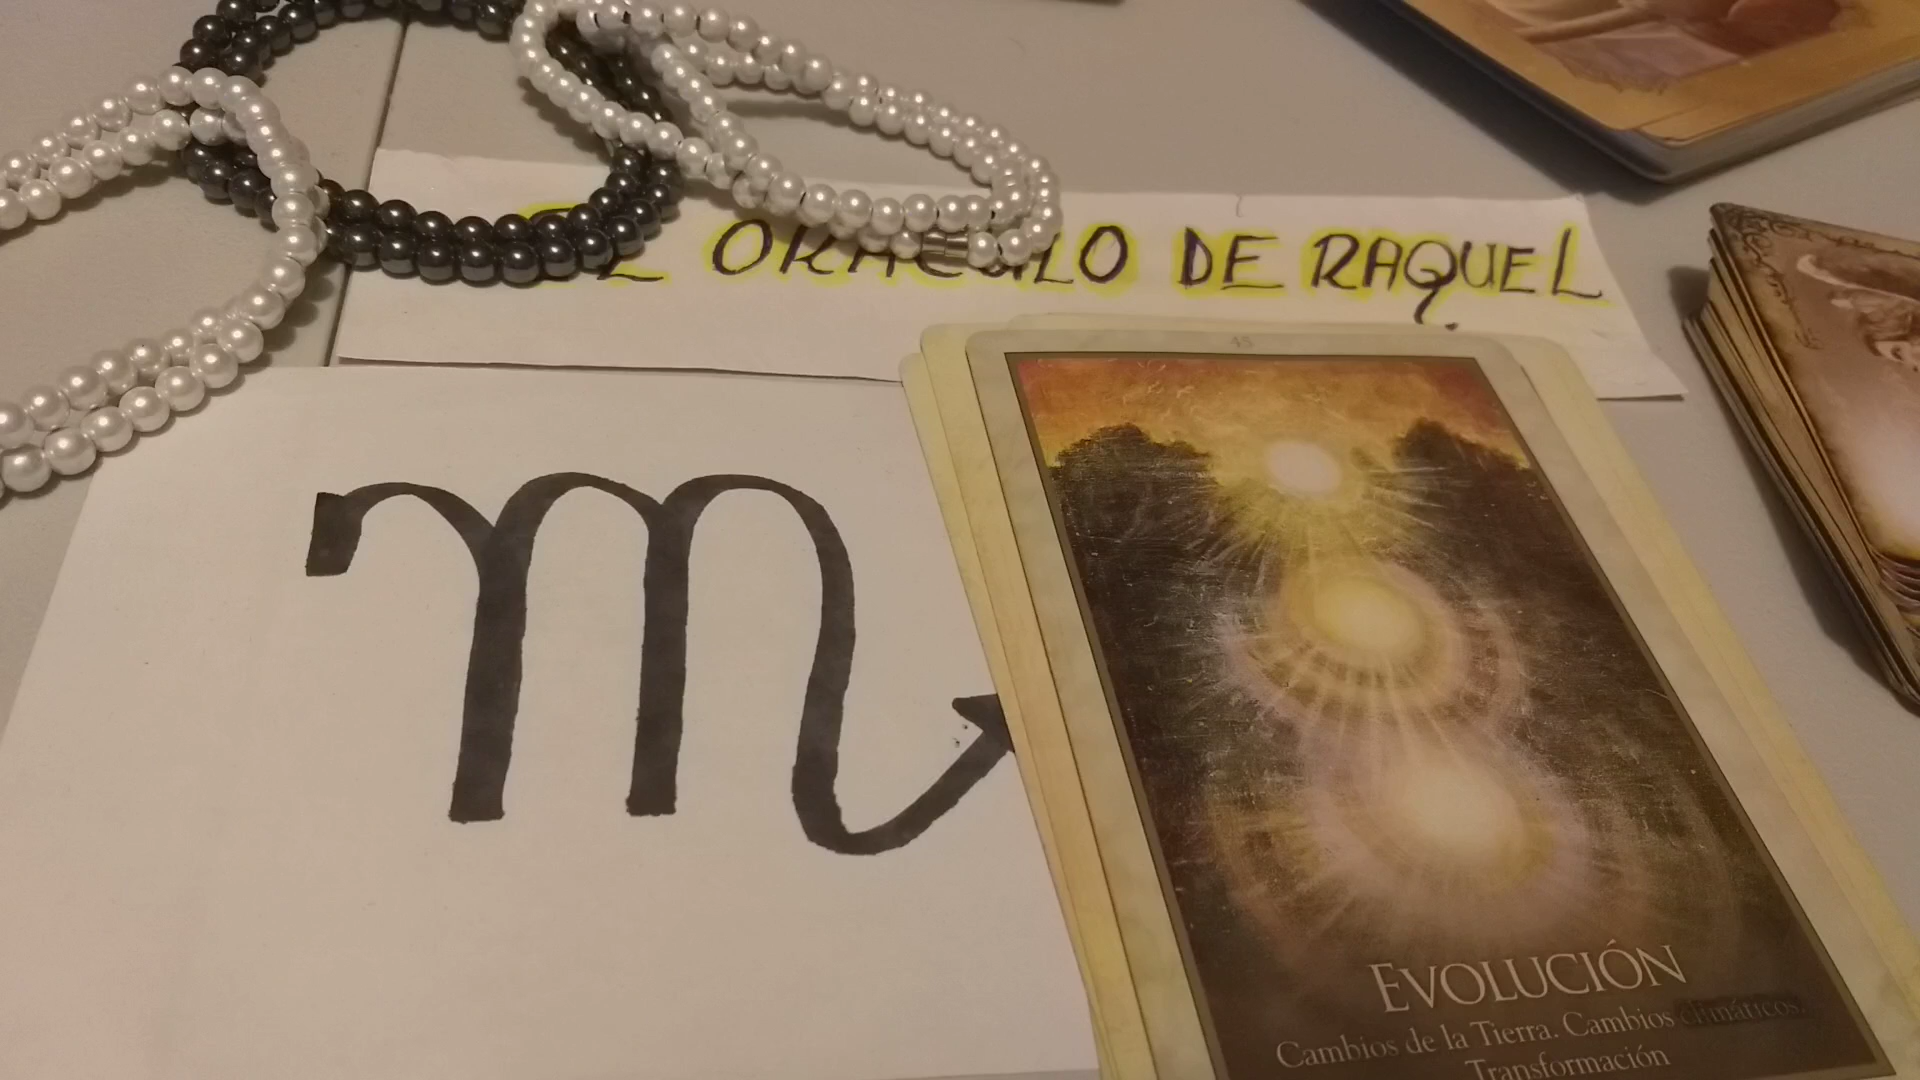 EL ORACULO DE RAQUEL
45
EVOLUCIÓN
Cambios de la Tierra. Cambios climáticos.
Transformación